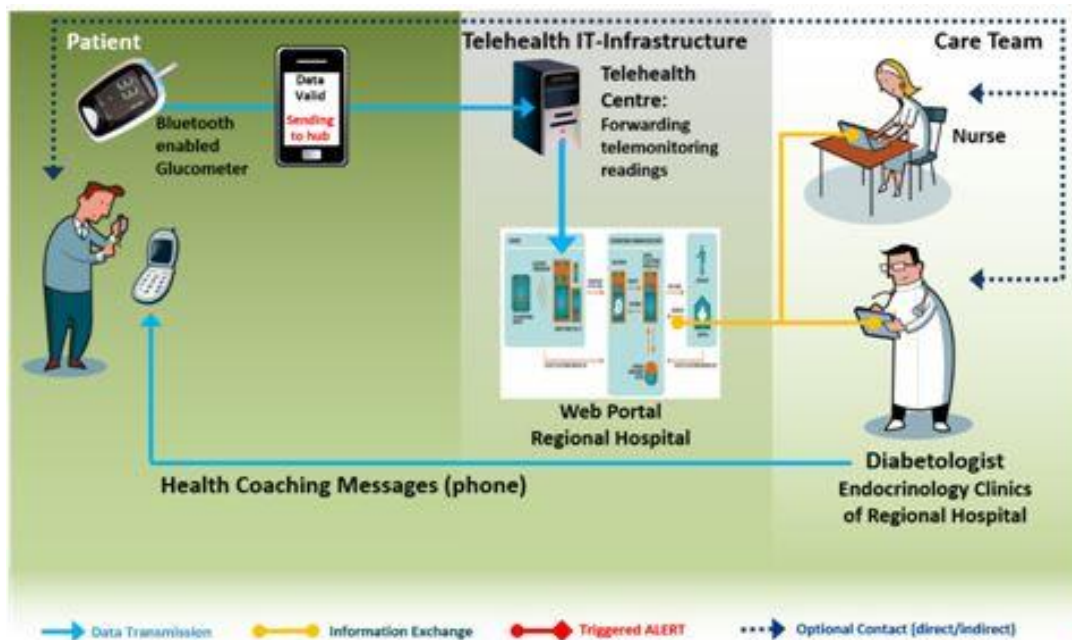 Patient
Telehealth IT-Infrastructure
Care Team
Data
Valid
Sending
to hub
Bluetooth
enabled
Glucometer
Telehealth
Centre:
Forwarding
telemonitoring
readings
Nurse
Web Portal
Regional Hospital
Health Coaching Messages (phone)
Diabetologist
Endocrinology Clinics
of Regional Hospital
Data Transmission
Information Exchange
Triggered ALERT
Optional Contact [direct/indirect]